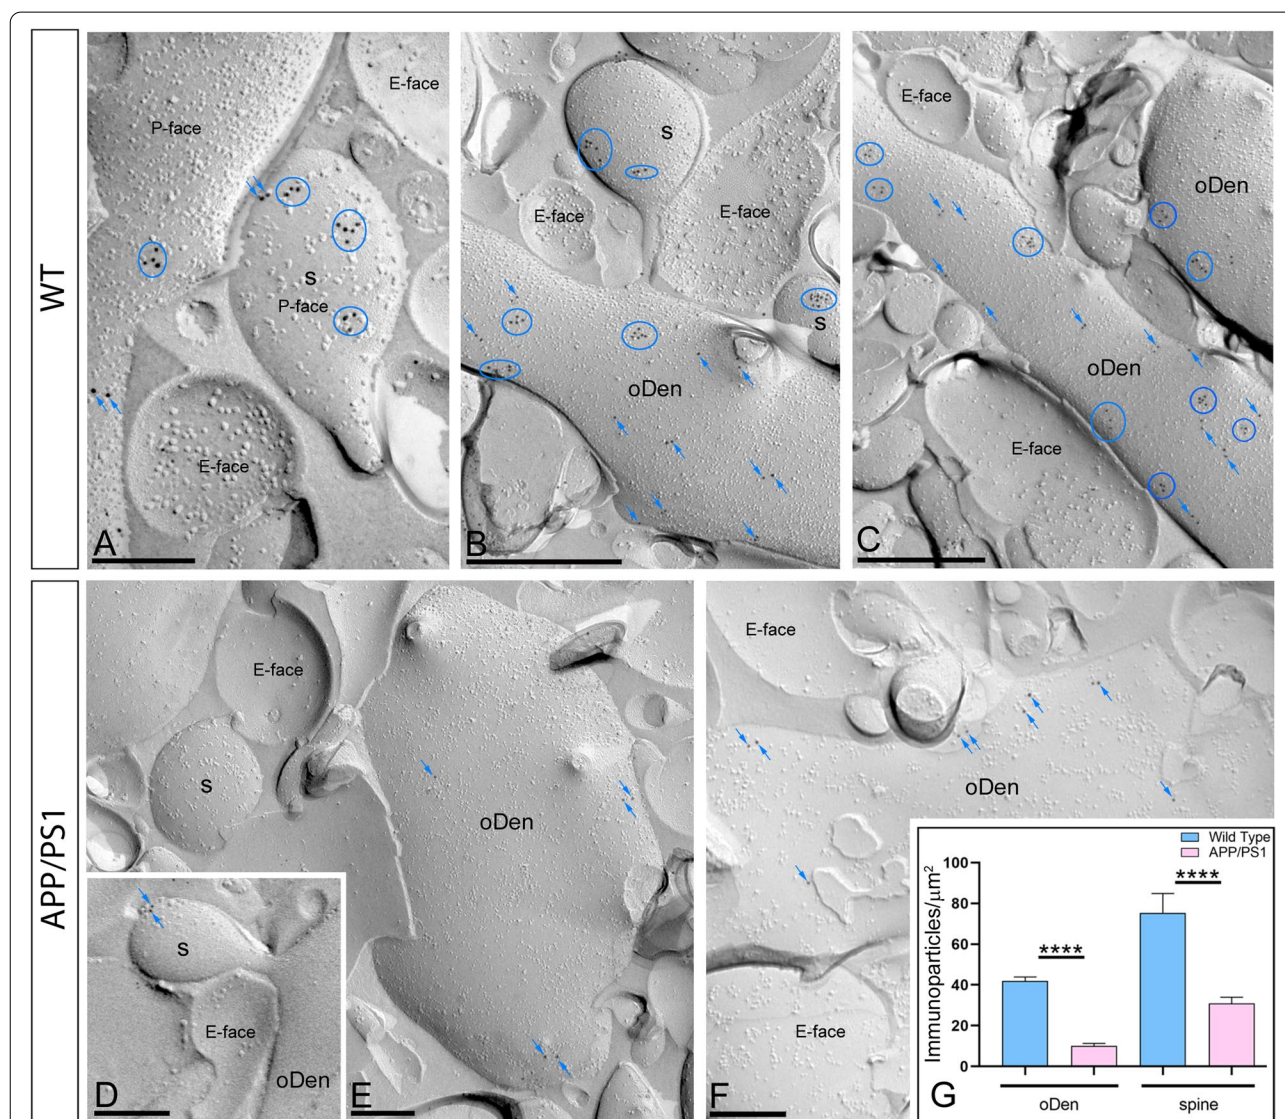 WT
P-face
E-face
s
P-face
E-face
A
s
E-face
E-face
s
oDen
B
E-face
oDen
oDen
E-face
C
APP/PS1
E-face
s
oDen
s
E-face
oDen
D
E
E-face
oDen
E-face
F
Wild Type
APP/PS1
Immunoparticles/μm²
100
80
60
40
20
0
****
****
oDen
spine
G